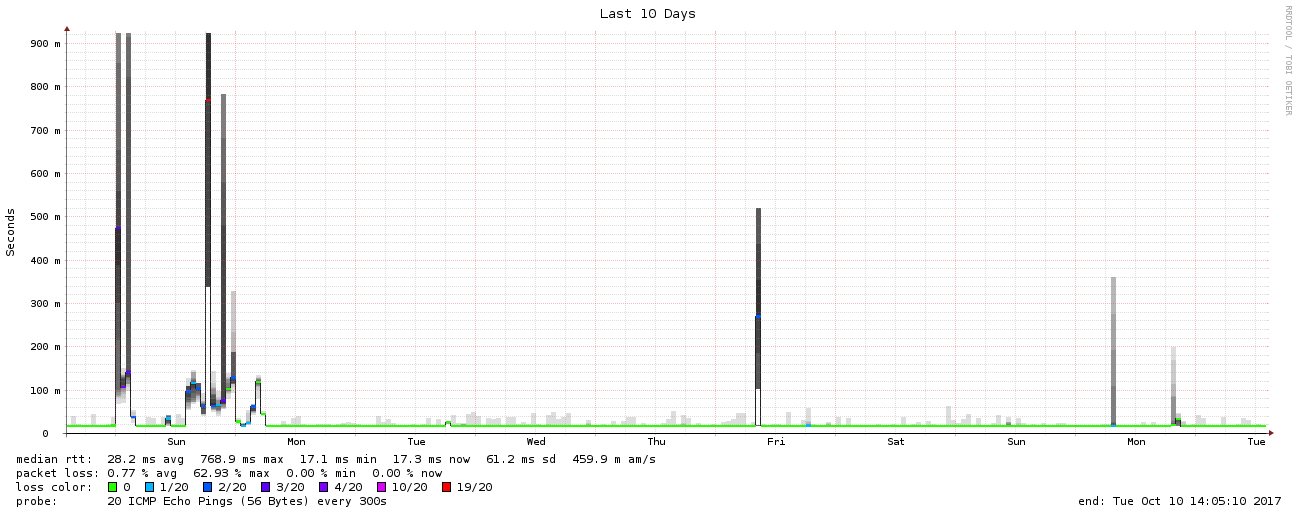 Last 10 Days
RRDTOOL / TOBI OETIKER
Seconds
900 m
800 m
700 m
600 m
500 m
400 m
300 m
200 m
100 m
0
Sun Mon Tue Wed Thu Fri Sat Sun Mon Tue
median rtt: 28.2 ms avg 768.9 ms max 17.1 ms min 17.3 ms now 61.2 ms sd 459.9 m am/s
packet loss: 0.77 % avg 62.93 % max 0.00 % min 0.00 % now
loss color: 0 1/20 2/20 3/20 4/20 10/20 19/20
probe: 20 ICMP Echo Pings (56 Bytes) every 300s end: Tue Oct 10 14:05:10 2017